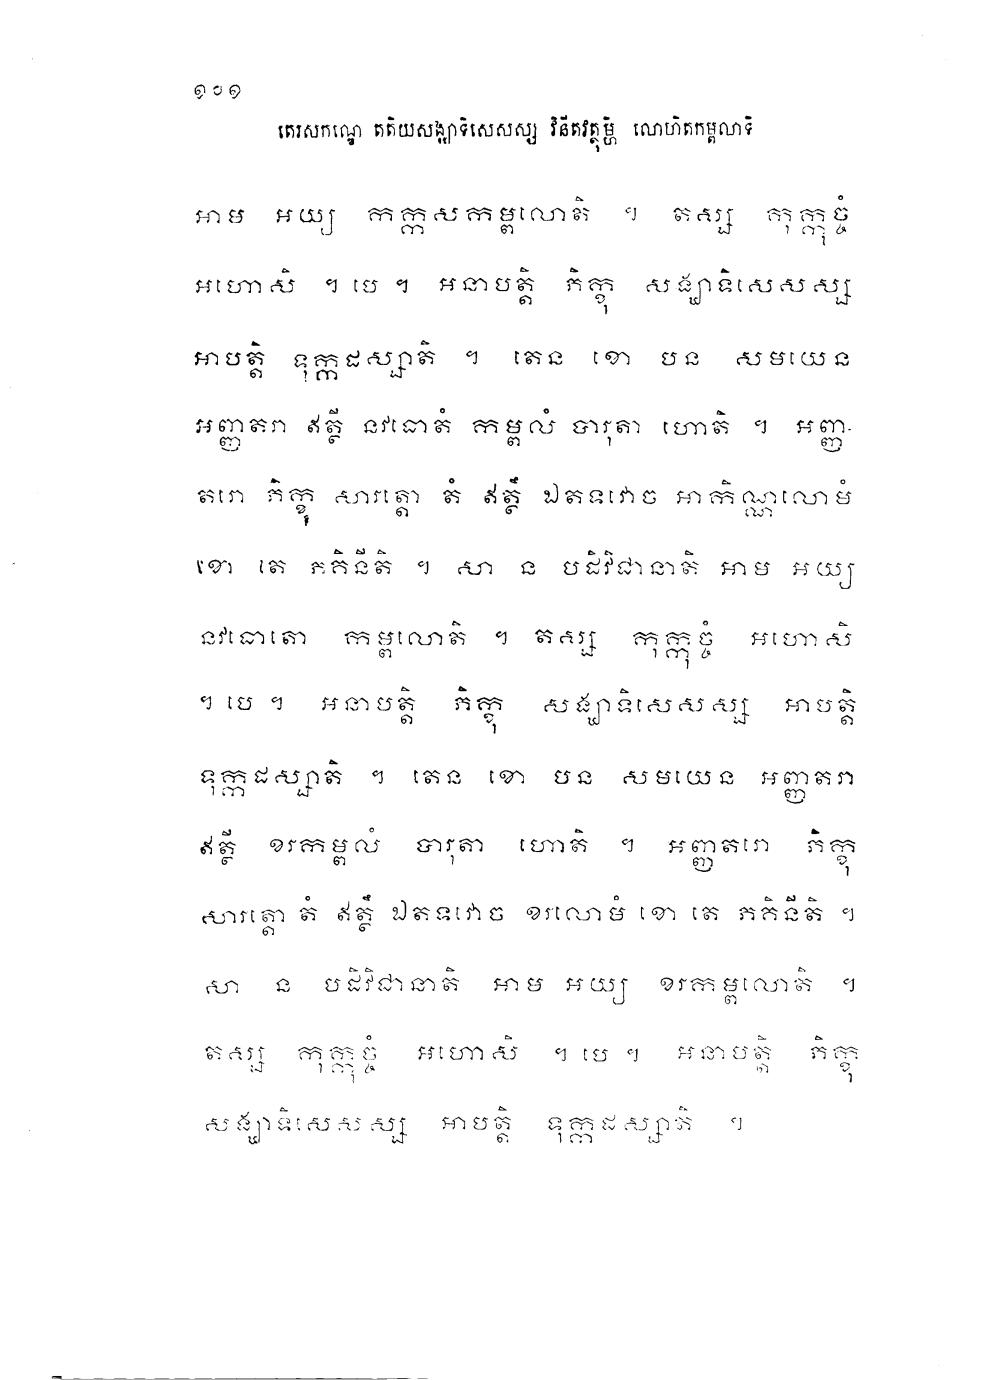 ១០១
តេរសកណ្ឌេ តតិយសង្ឃាទិសេសស្ស វិនីតវត្ថុម្ហិ លោហិតកម្ពលាទិ
អាម អយ្យ កក្កសកម្ពលោតិ ។ តស្ស កុក្កុច្ចំ
អហោសិ ។ បេ ។ អនាបត្តិ ភិក្ខុ សង្ឃាទិសេសស្ស
អាបត្តិ ទុក្កដស្សាតិ ។ តេន ខោ បន សមយេន
អញ្ញតរា ឥត្ថី នវធោតំ កម្ពលំ បារុតា ហោតិ ។ អញ្ញ-
តរោ ភិក្ខុ សារត្តោ តំ ឥត្ថឹ ឯតទវោច អាកិណ្ណលោមំ
ខោ តេ ភគិនីតិ ។ សា ន បដិវិជានាតិ អាម អយ្យ
នវធោតោ កម្ពលោតិ ។ តស្ស កុក្កុច្ចំ អហោសិ
។ បេ ។ អនាបត្តិ ភិក្ខុ សង្ឃាទិសេសស្ស អាបត្តិ
ទុក្កដស្សាតិ ។ តេន ខោ បន សមយេន អញ្ញតរា
ឥត្ថី ខរកម្ពលំ បារុតា ហោតិ ។ អញ្ញតរោ ភិក្ខុ
សារត្តោ តំ ឥត្ថឹ ឯតទវោច ខរលោមំ ខោ តេ ភគិនីតិ ។
សា ន បដិវិជានាតិ អាម អយ្យ ខរកម្ពលោតិ ។
តស្ស កុក្កុច្ចំ អហោសិ ។ បេ ។ អនាបត្តិ ភិក្ខុ
សង្ឃាទិសេសស្ស អាបត្តិ ទុក្កដស្សាតិ ។